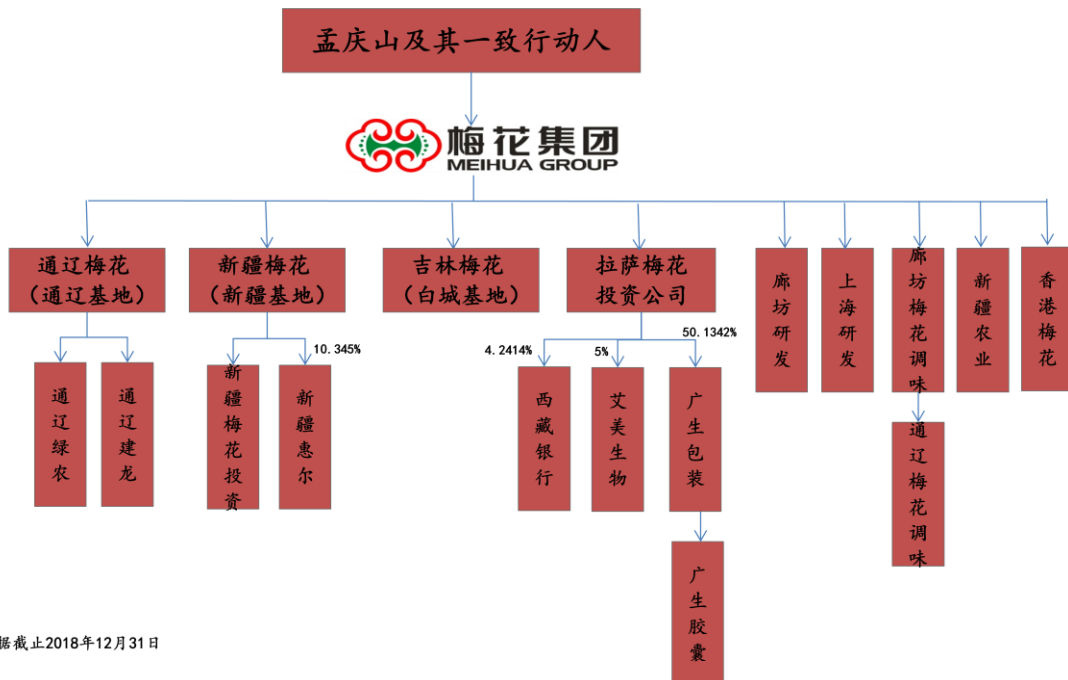 孟庆山及其一致行动人
梅花集团
MEIHUA GROUP
通辽梅花
(通辽基地)
新疆梅花
(新疆基地)
吉林梅花
(白城基地)
拉萨梅花
投资公司
廊坊研发
上海研发
廊坊梅花调味
新疆农业
香港梅花
10.345%
4.2414%
5%
50.1342%
通辽绿农
通辽建龙
新疆梅花投资
新疆惠尔
西藏银行
艾美生物
广生包装
通辽梅花调味
广生胶囊
据截止2018年12月31日